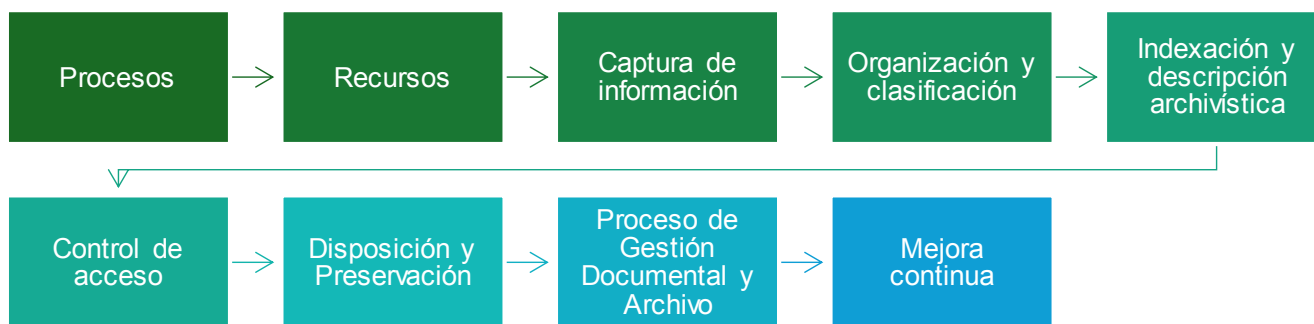 Procesos
Recursos
Captura de
información
Organización y
clasificación
Indexación y
descripción
archivística
Control de
acceso
Disposición y
Preservación
Proceso de
Gestión
Documental y
Archivo
Mejora
continua